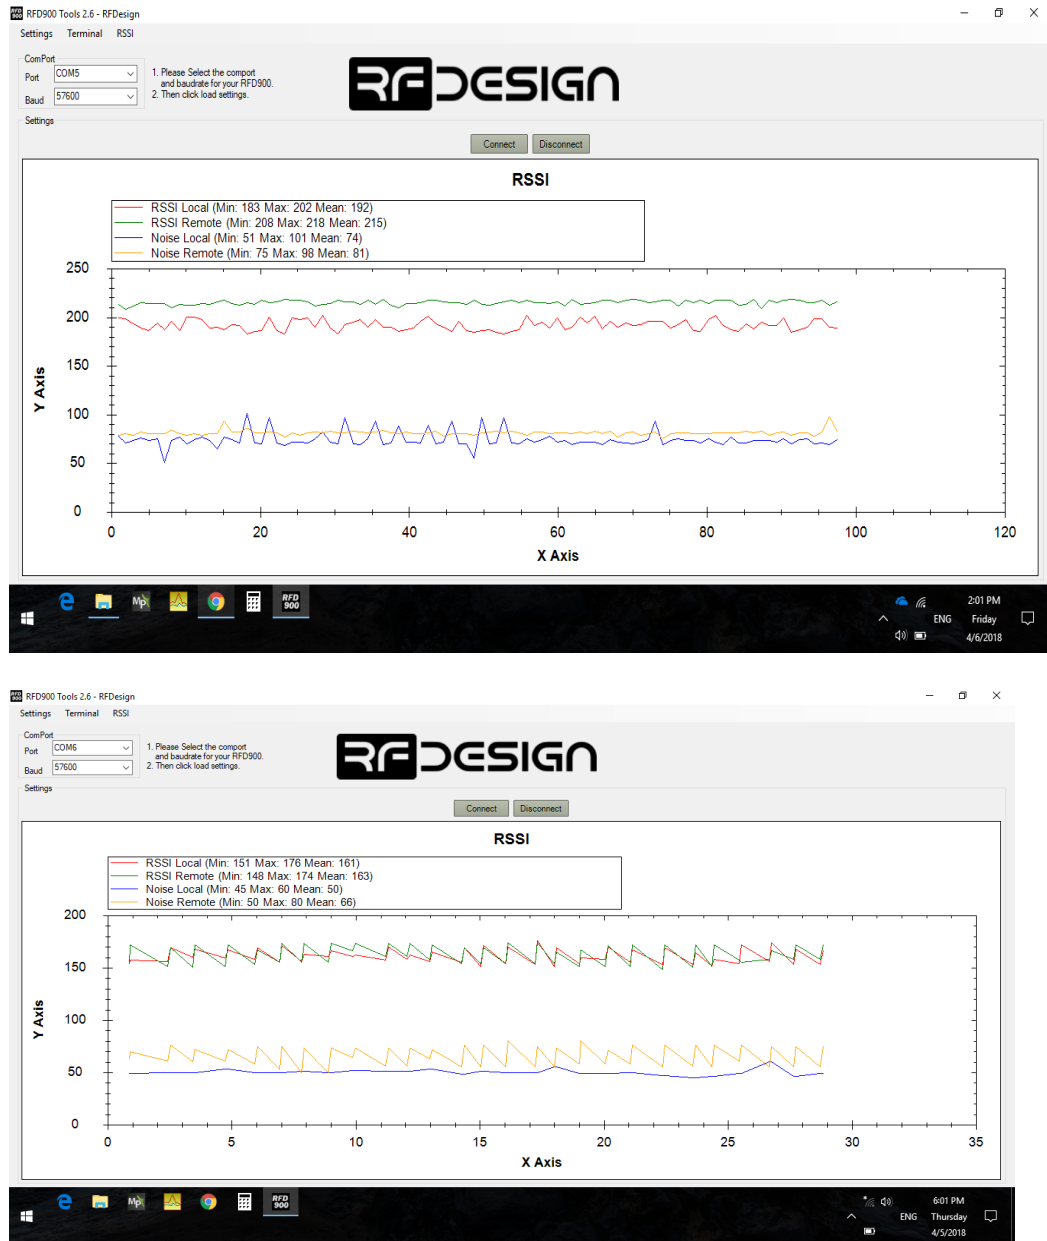 RFD900 Tools 2.6 - RFDesign
Settings Terminal RSSI
ComPort
Port COM5
Baud 57600
1. Please Select the comport
and baudrate for your RFD900.
2. Then click load settings.
RFDESIGN
Settings
Connect Disconnect
RSSI
RSSI Local (Min: 183 Max: 202 Mean: 192)
RSSI Remote (Min: 208 Max: 218 Mean: 215)
Noise Local (Min: 51 Max: 101 Mean: 74)
Noise Remote (Min: 75 Max: 98 Mean: 81)
250
200
150
100
50
0
Y Axis
0 20 40 60 80 100 120
X Axis
Mp
RFD
900
2:01 PM
ENG Friday
4/6/2018
RFD900 Tools 2.6 - RFDesign
Settings Terminal RSSI
ComPort
Port COM6
Baud 57600
1. Please Select the comport
and baudrate for your RFD900.
2. Then click load settings.
RFDESIGN
Settings
Connect Disconnect
RSSI
RSSI Local (Min: 151 Max: 176 Mean: 161)
RSSI Remote (Min: 148 Max: 174 Mean: 163)
Noise Local (Min: 45 Max: 60 Mean: 50)
Noise Remote (Min: 50 Max: 80 Mean: 66)
200
150
100
50
0
Y Axis
0 5 10 15 20 25 30 35
X Axis
Mp
RFD
900
6:01 PM
ENG Thursday
4/5/2018